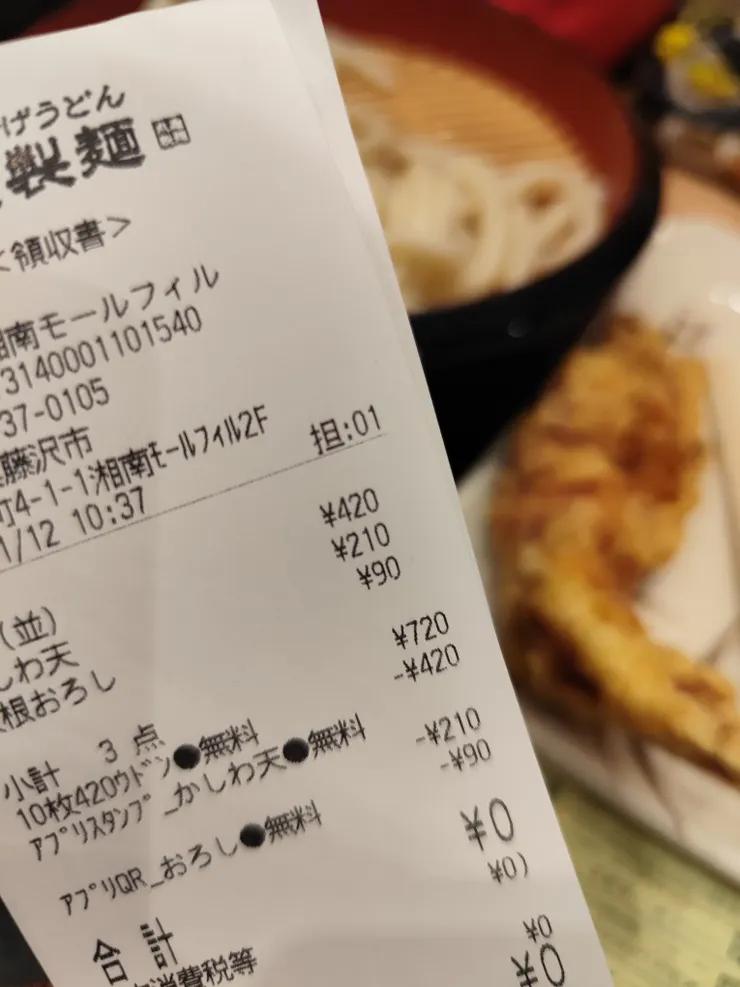 げうどん
製麺
<領収書>
湘南モールフィル
3140001101540
37-0105
藤沢市
町4-1-1湘南ﾓｰﾙﾌｨﾙ2F
1/12 10:37 担:01
(並) ¥420
しわ天 ¥210
根おろし ¥90
小計 3点 ¥720
10枚420ｳﾄﾞﾝ●無料 -¥420
ｱﾌﾟﾘｽﾀﾝﾌﾟ_かしわ天●無料 -¥210
ｱﾌﾟﾘQR_おろし●無料 -¥90
合計 ¥0
消費税等 ¥0)
¥0
¥0